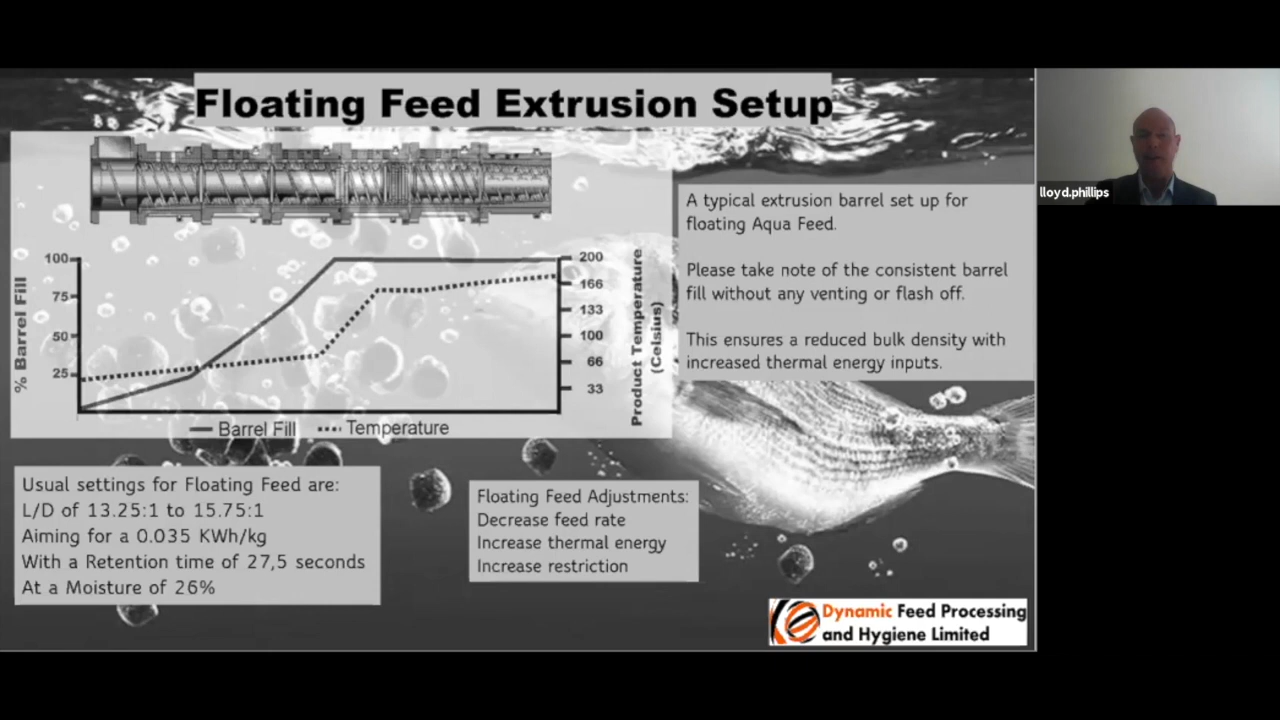 Floating Feed Extrusion Setup
lloyd.phillips
A typical extrusion barrel set up for
floating Aqua Feed.
Please take note of the consistent barrel
fill without any venting or flash off.
This ensures a reduced bulk density with
increased thermal energy inputs.
% Barrel Fill
100
75
50
25
200
166
133
100
66
33
Product Temperature
(Celsius)
Barrel Fill
Temperature
Usual settings for Floating Feed are:
L/D of 13.25:1 to 15.75:1
Aiming for a 0.035 KWh/kg
With a Retention time of 27,5 seconds
At a Moisture of 26%
Floating Feed Adjustments:
Decrease feed rate
Increase thermal energy
Increase restriction
Dynamic Feed Processing
and Hygiene Limited